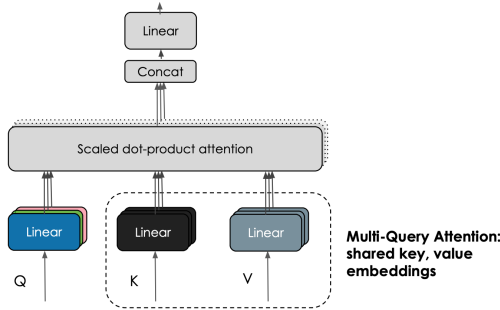 Linear
Concat
Scaled dot-product attention
Linear
Linear
Linear
Q
K
V
Multi-Query Attention:
shared key, value
embeddings